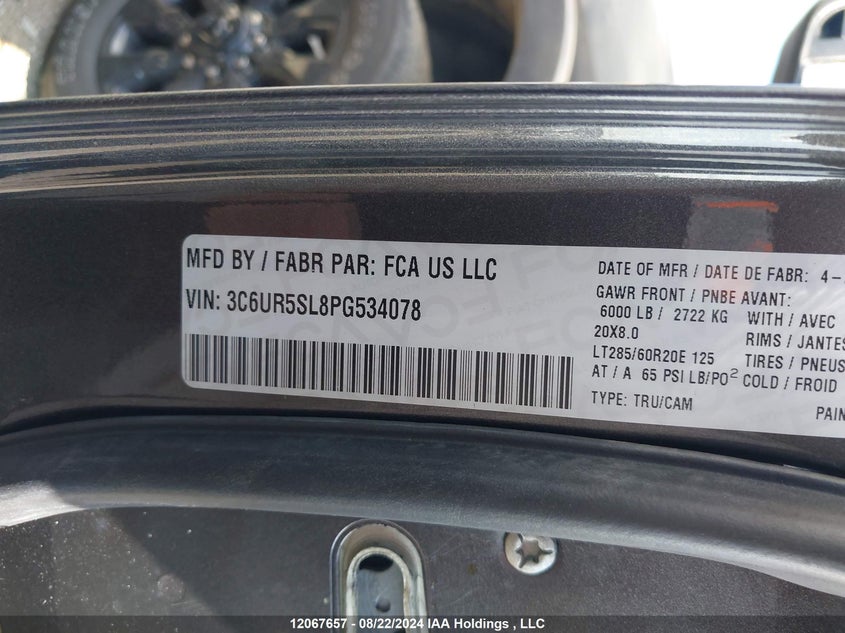 MFD BY / FABR PAR: FCA US LLC
VIN: 3C6UR5SL8PG534078
DATE OF MFR / DATE DE FABR: 4-
GAWR FRONT / PNBE AVANT:
6000 LB / 2722 KG WITH / AVEC
20X8.0 RIMS / JANTES
LT285/60R20E 125 TIRES / PNEUS
AT / A 65 PSI LB/PO2 COLD / FROID
TYPE: TRU/CAM
PAIN
12067657 - 08/22/2024 IAA Holdings , LLC